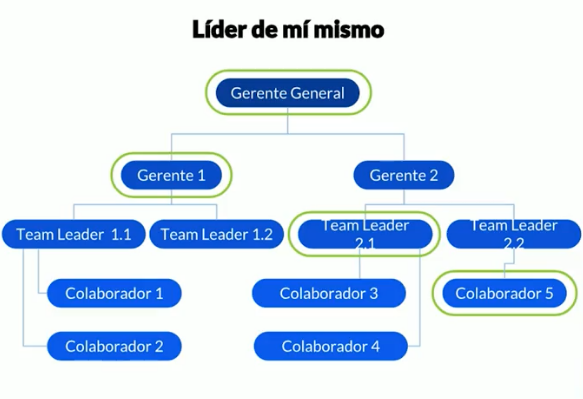 Líder de mí mismo
Gerente General
Gerente 1
Gerente 2
Team Leader 1.1
Team Leader 1.2
Team Leader
2.1
Team Leader
2.2
Colaborador 1
Colaborador 3
Colaborador 5
Colaborador 2
Colaborador 4